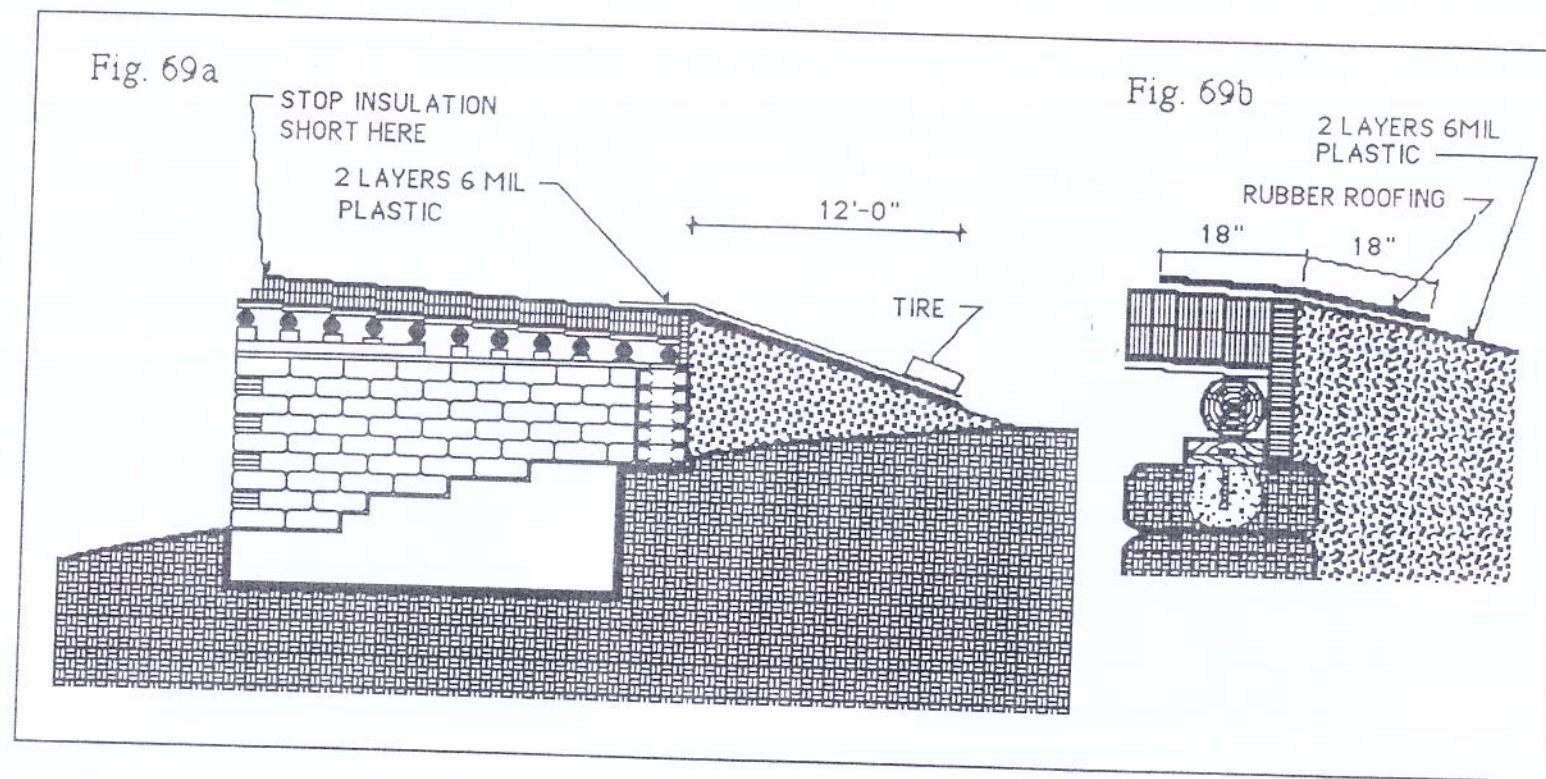 Fig. 69a
STOP INSULATION
SHORT HERE
2 LAYERS 6 MIL
PLASTIC
12'-0"
TIRE
Fig. 69b
2 LAYERS 6MIL
PLASTIC
RUBBER ROOFING
18"
18"